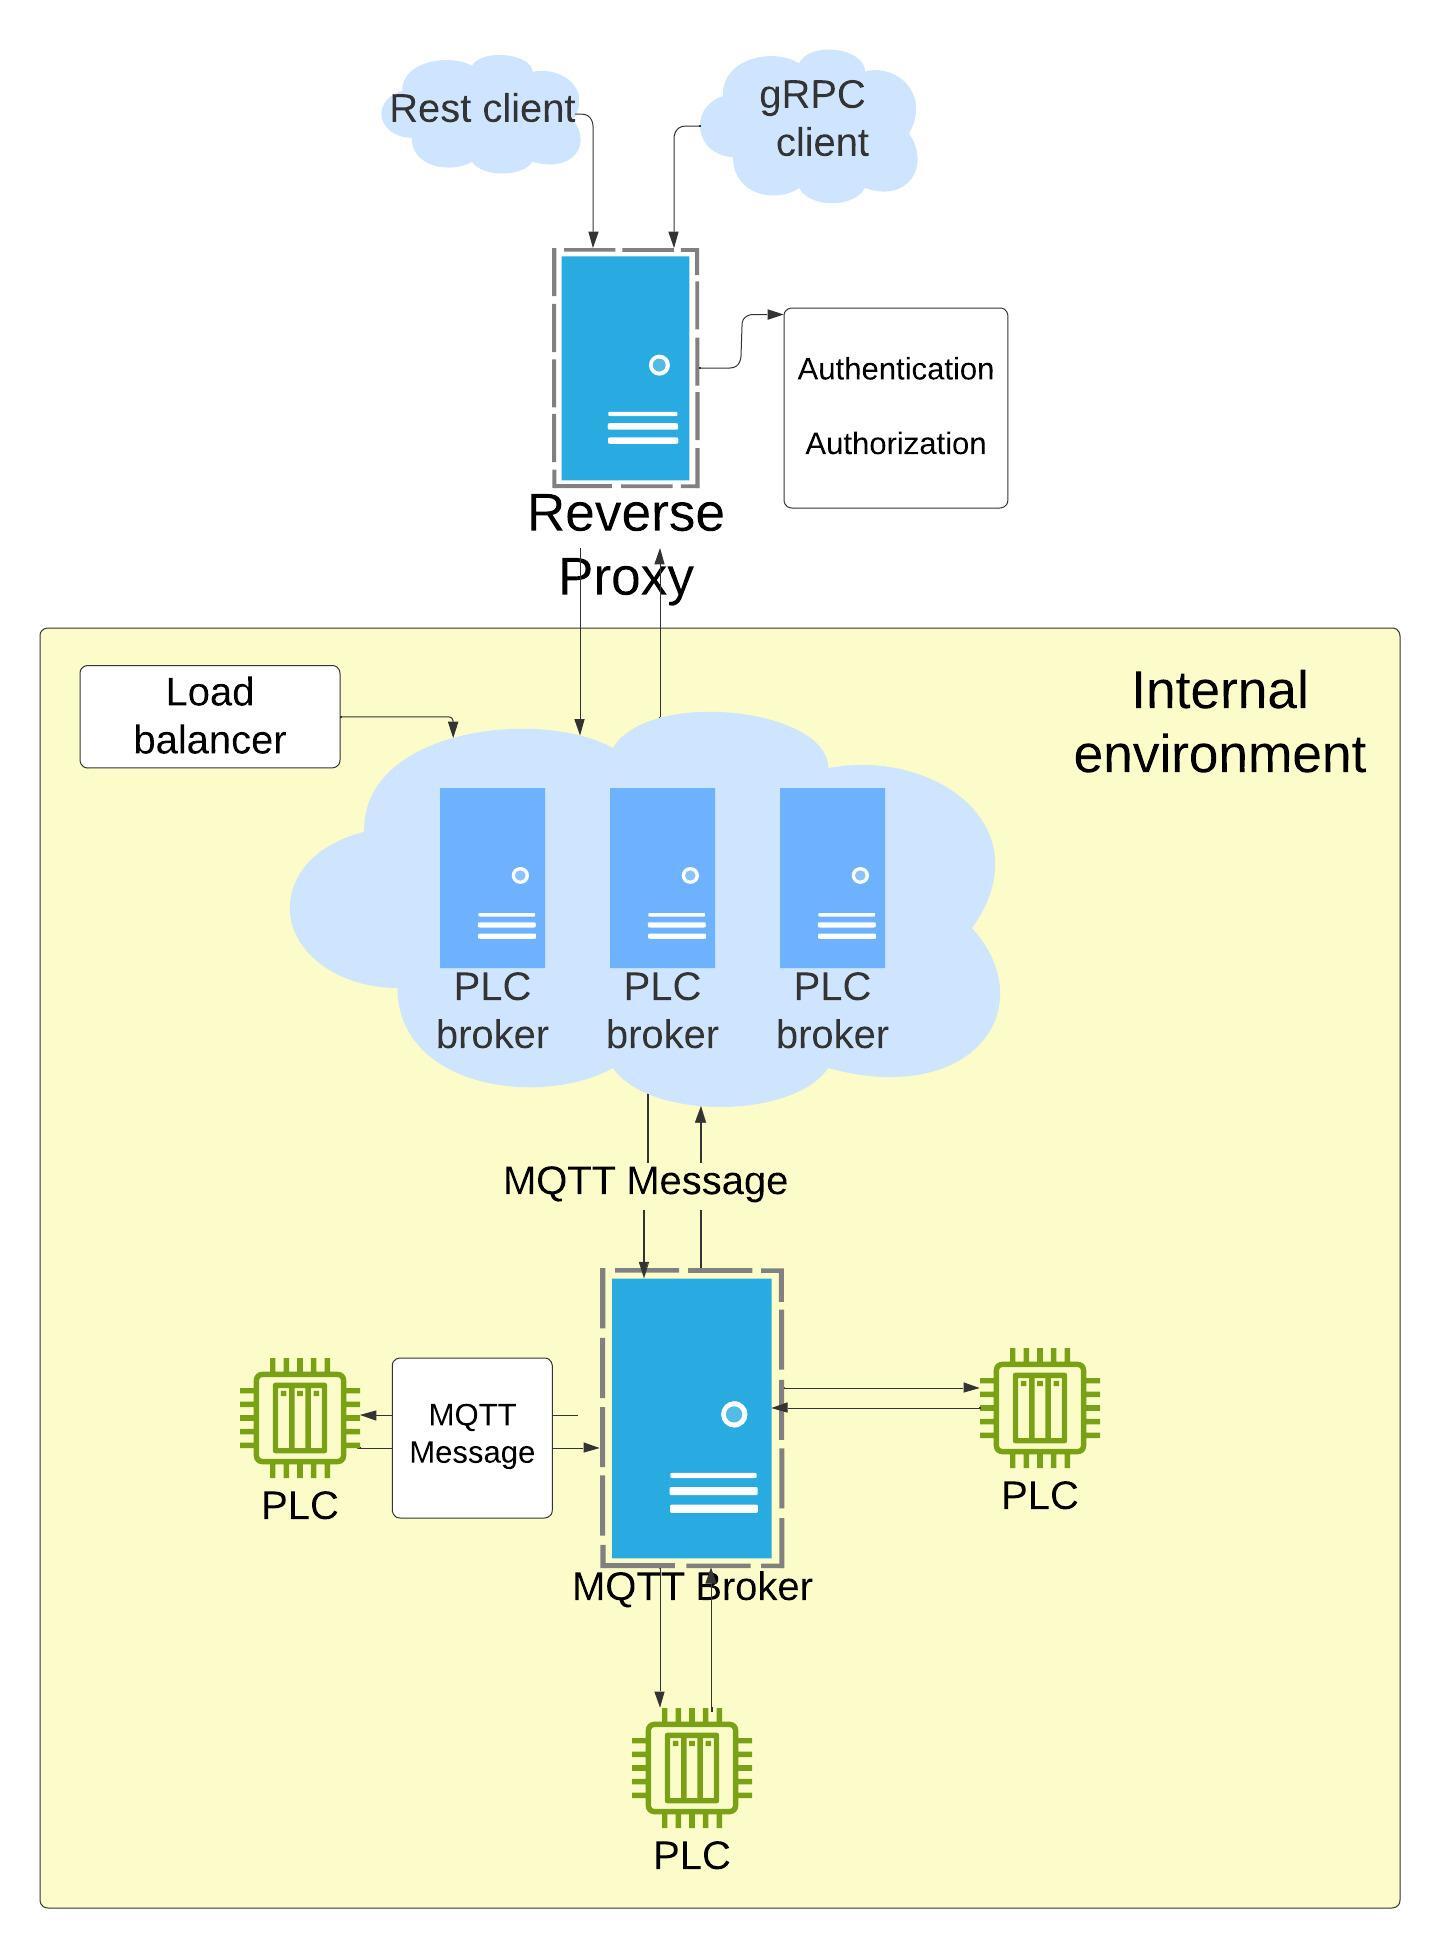 Rest client
gRPC
client
Authentication
Authorization
Reverse
Proxy
Load
balancer
Internal
environment
PLC
broker
PLC
broker
PLC
broker
MQTT Message
MQTT
Message
PLC
PLC
MQTT Broker
PLC